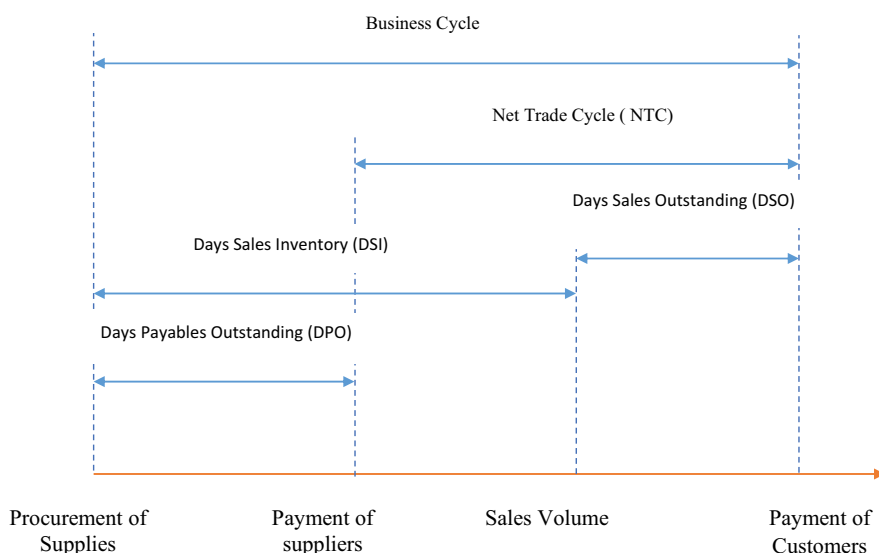 Business Cycle
Net Trade Cycle ( NTC)
Days Sales Outstanding (DSO)
Days Sales Inventory (DSI)
Days Payables Outstanding (DPO)
Procurement of
Supplies
Payment of
suppliers
Sales Volume
Payment of
Customers